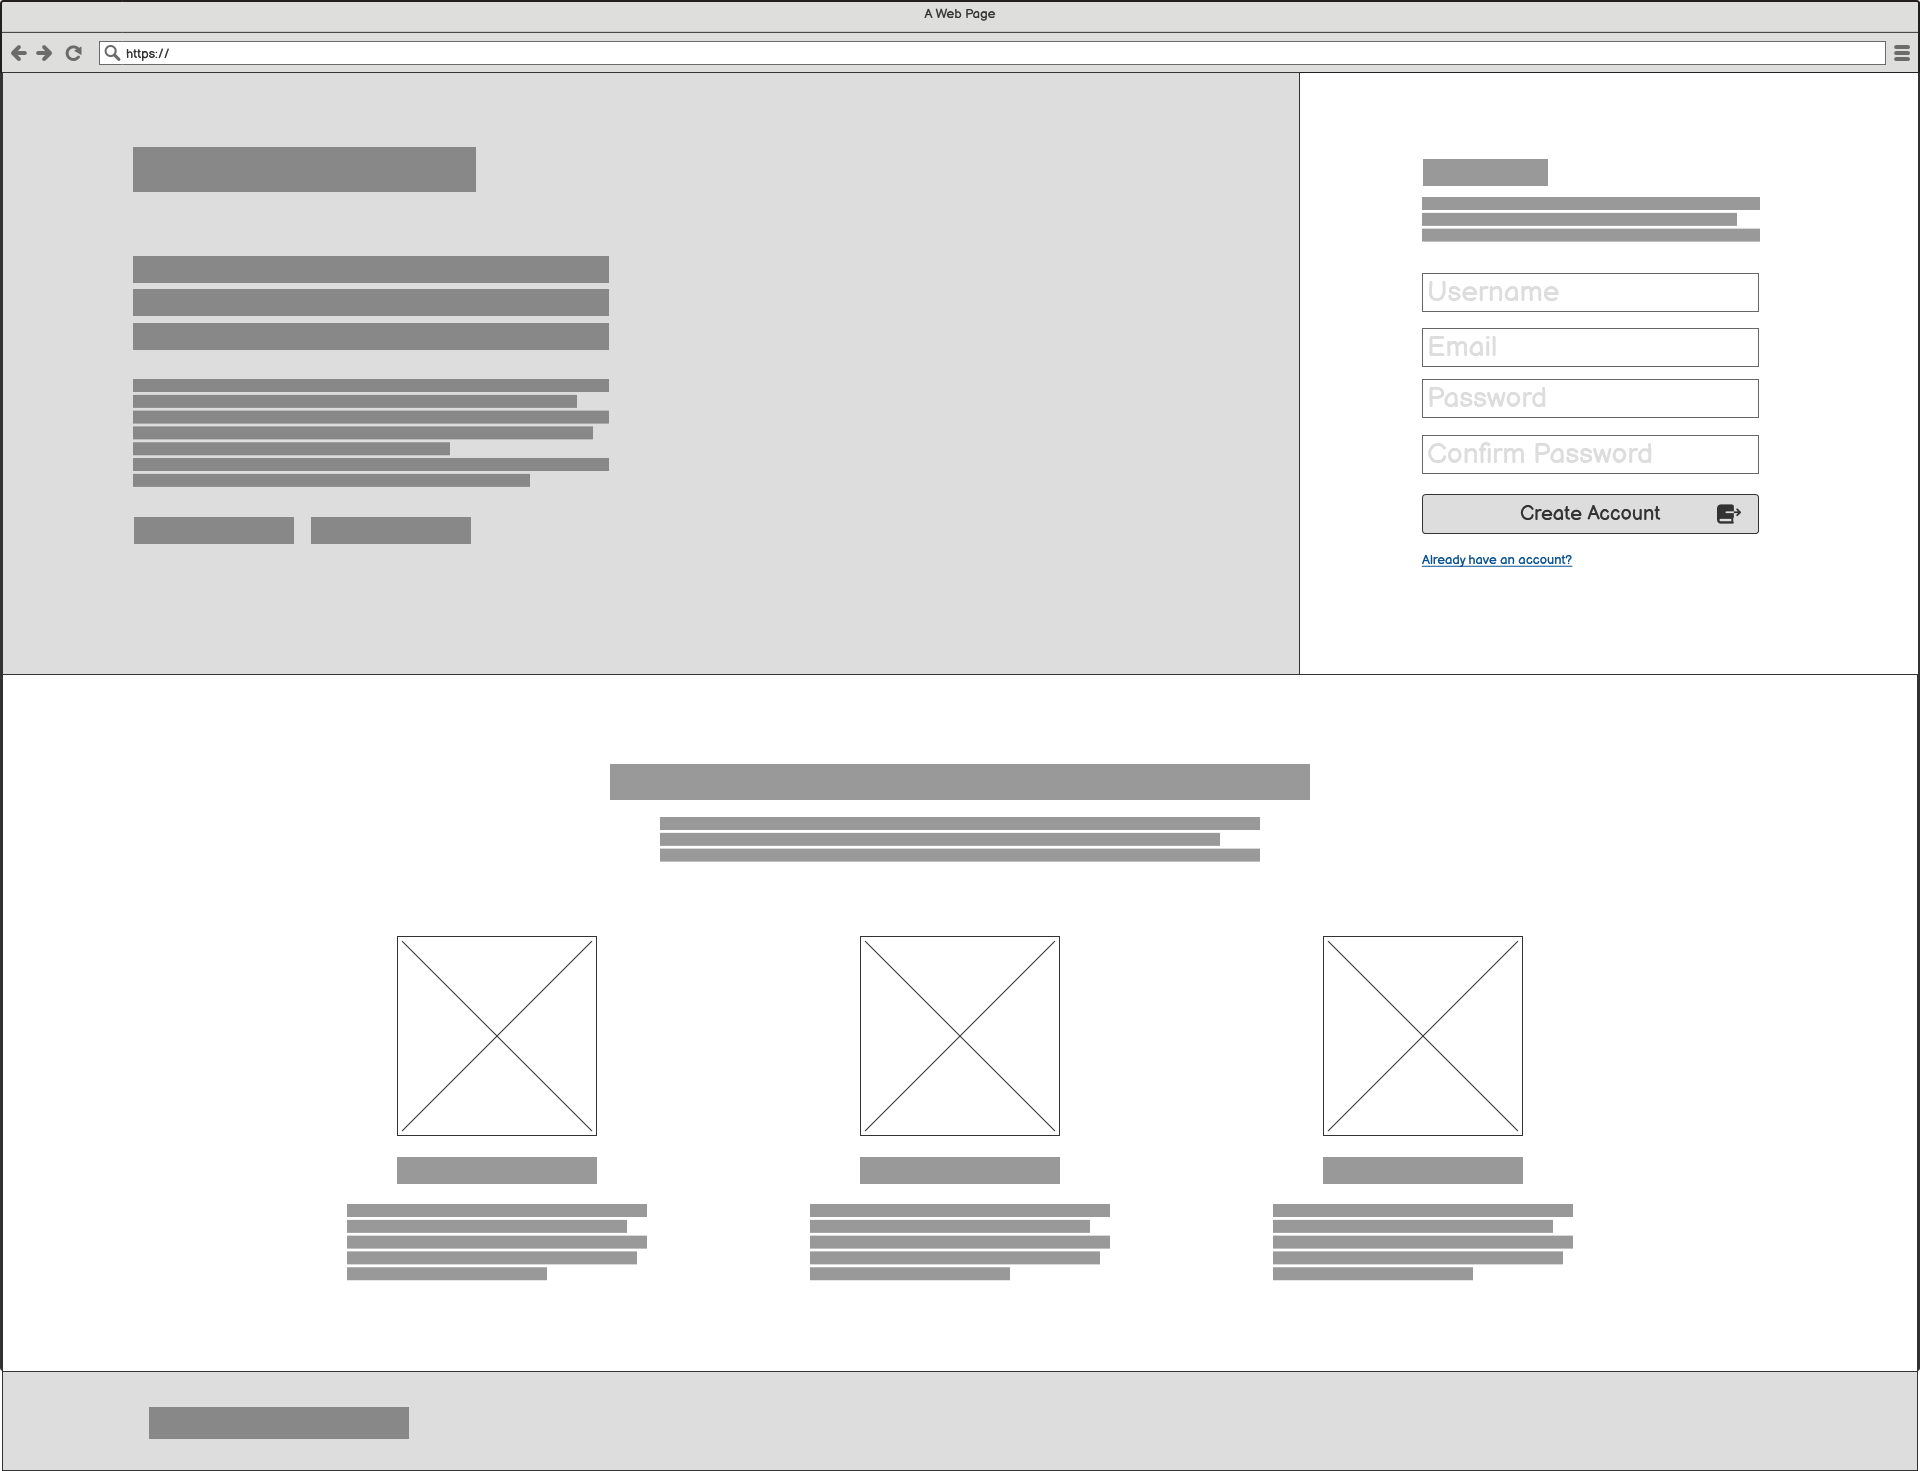 A Web Page
https://
Username
Email
Password
Confirm Password
Create Account
Already have an account?